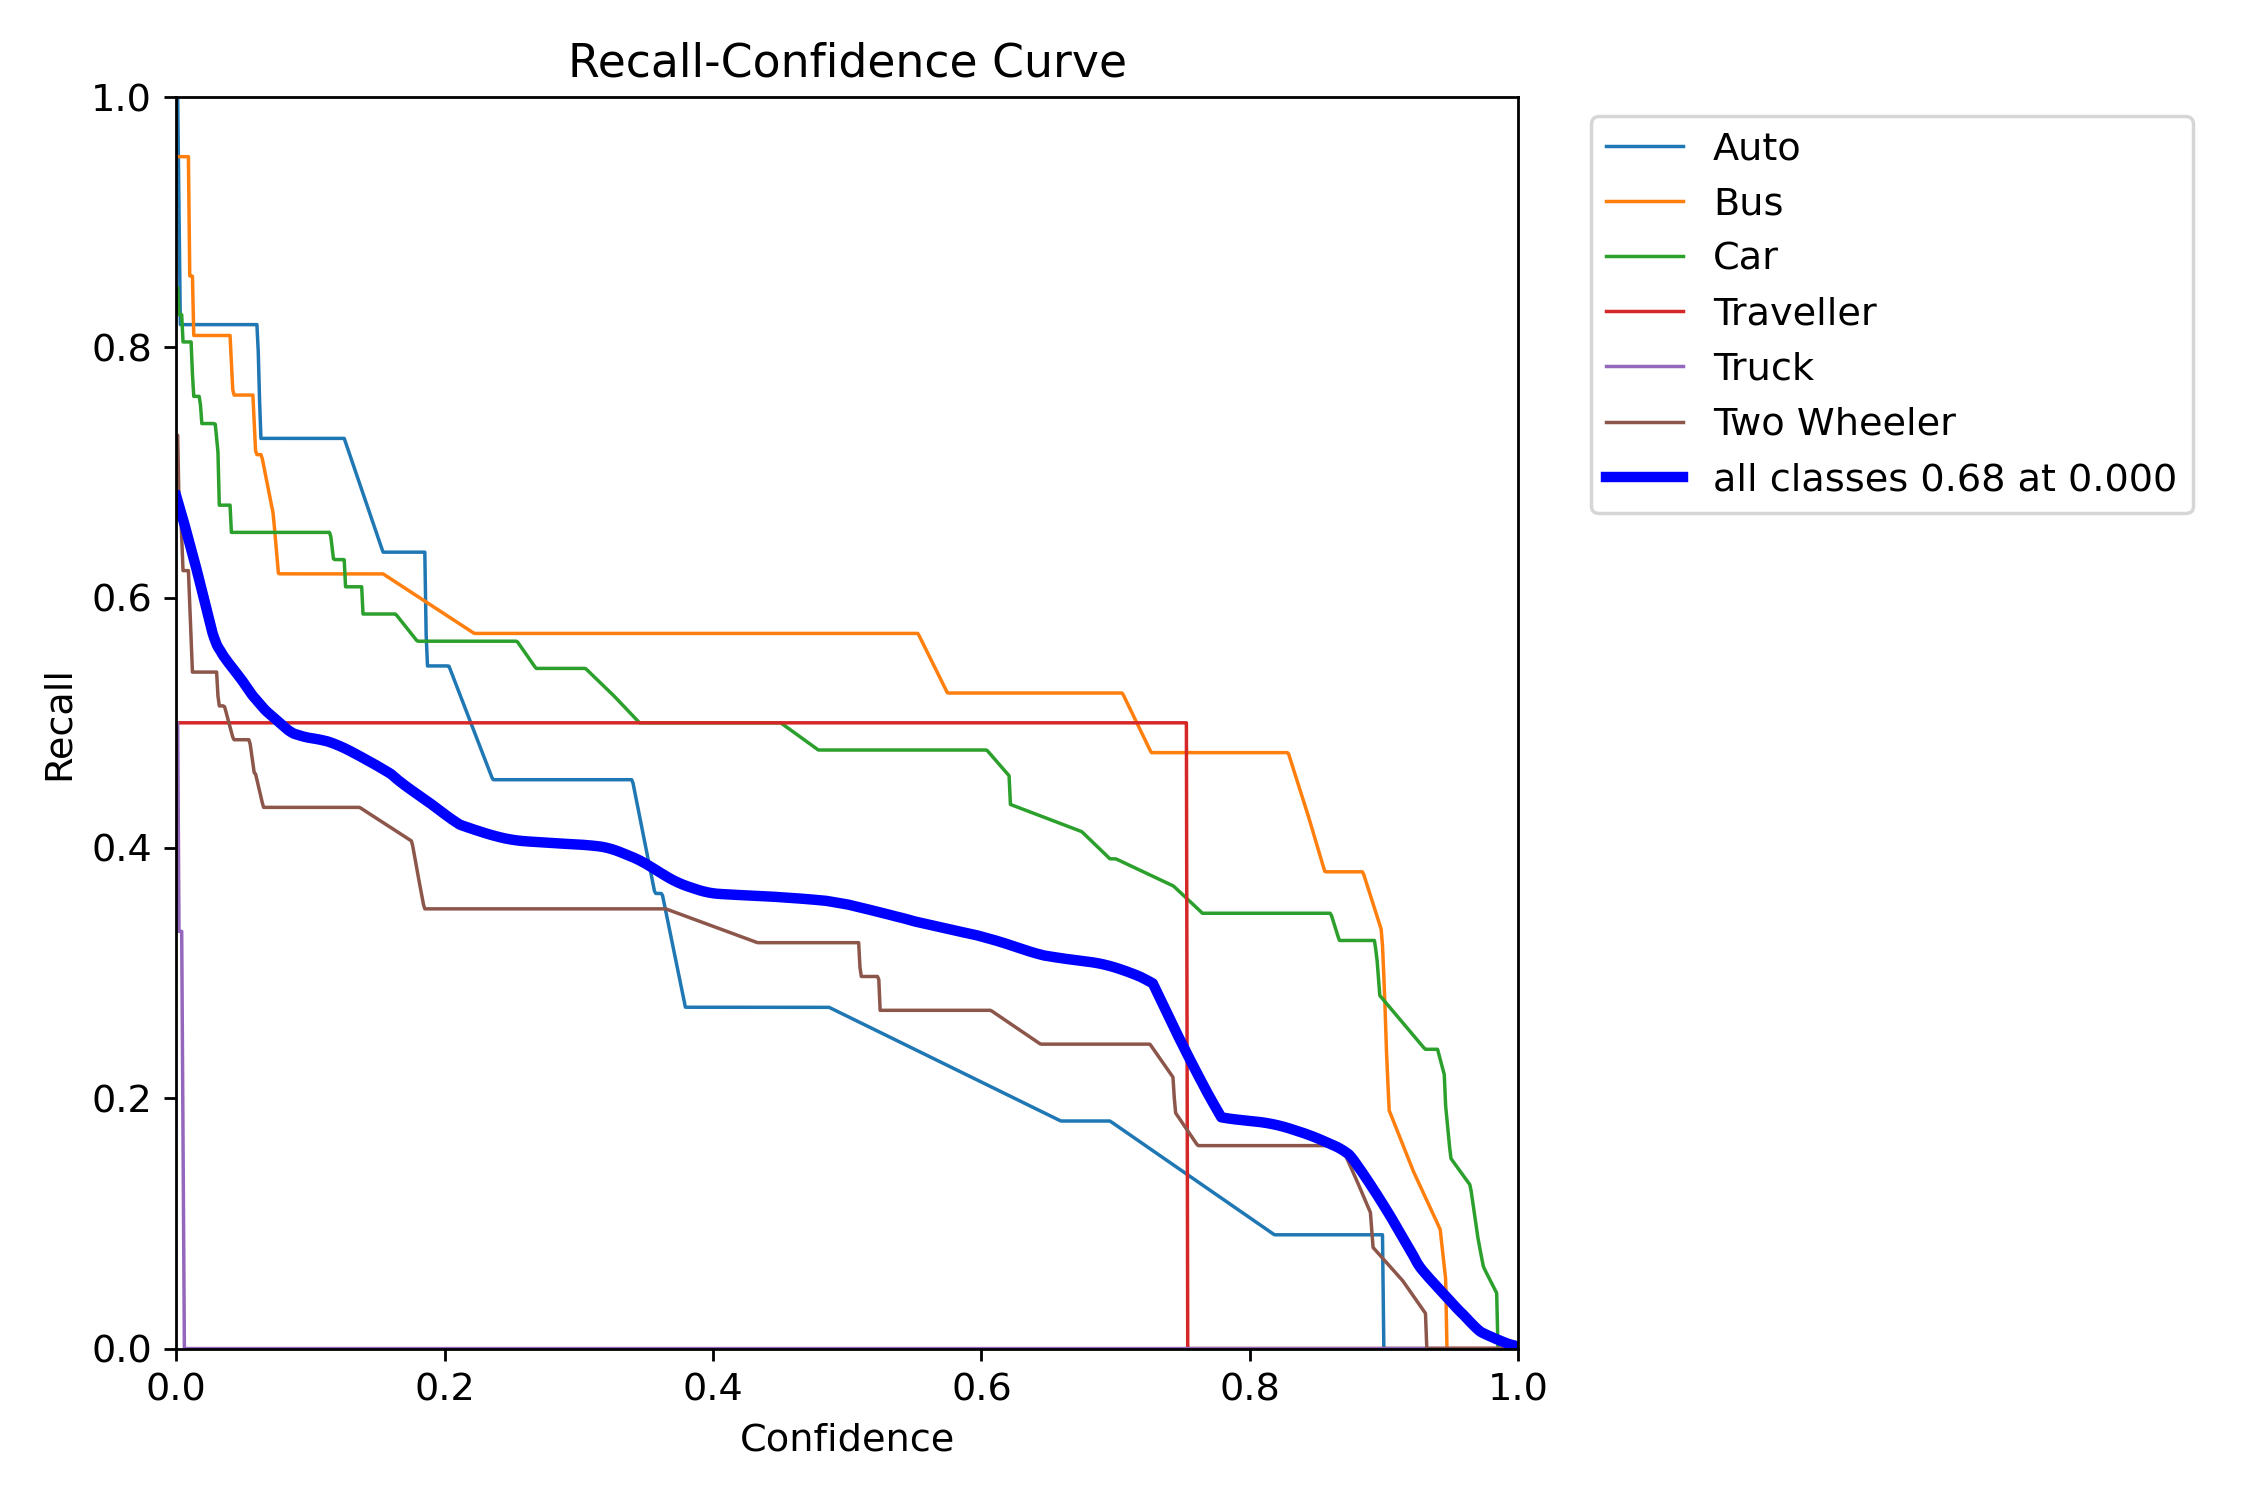 Recall-Confidence Curve
1.0
0.8
0.6
0.4
0.2
0.0
Recall
0.0 0.2 0.4 0.6 0.8 1.0
Confidence
Auto
Bus
Car
Traveller
Truck
Two Wheeler
all classes 0.68 at 0.000